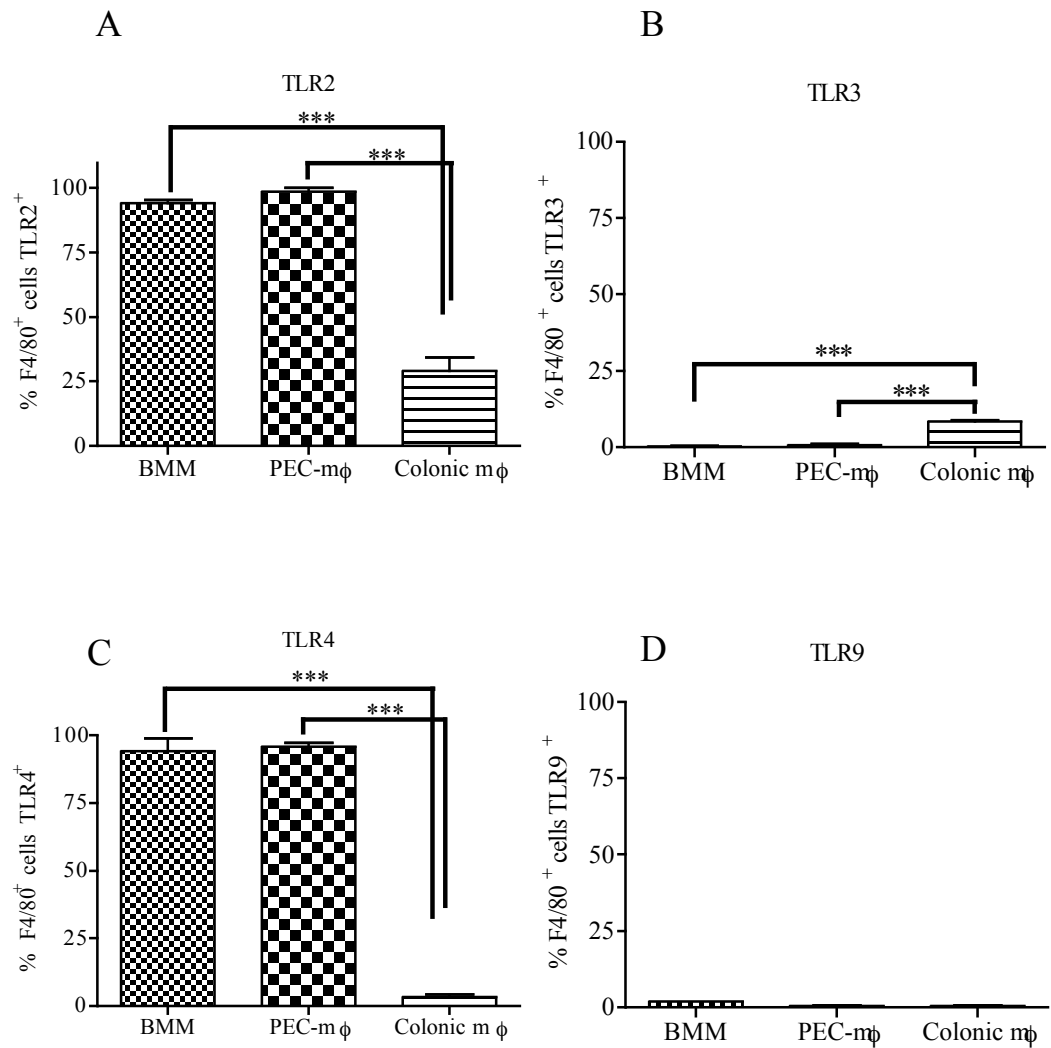 A
TLR2
***
***
100
75
50
25
0
% F4/80+ cells TLR2+
BMM PEC-mϕ Colonic mϕ
B
TLR3
100
75
50
25
0
% F4/80 + cells TLR3 +
***
***
BMM PEC-mϕ Colonic mϕ
C
TLR4
***
***
100
75
50
25
0
% F4/80+ cells TLR4+
BMM PEC-m ϕ Colonic m ϕ
D
TLR9
100
75
50
25
0
% F4/80 + cells TLR9 +
BMM PEC-mϕ Colonic mϕ